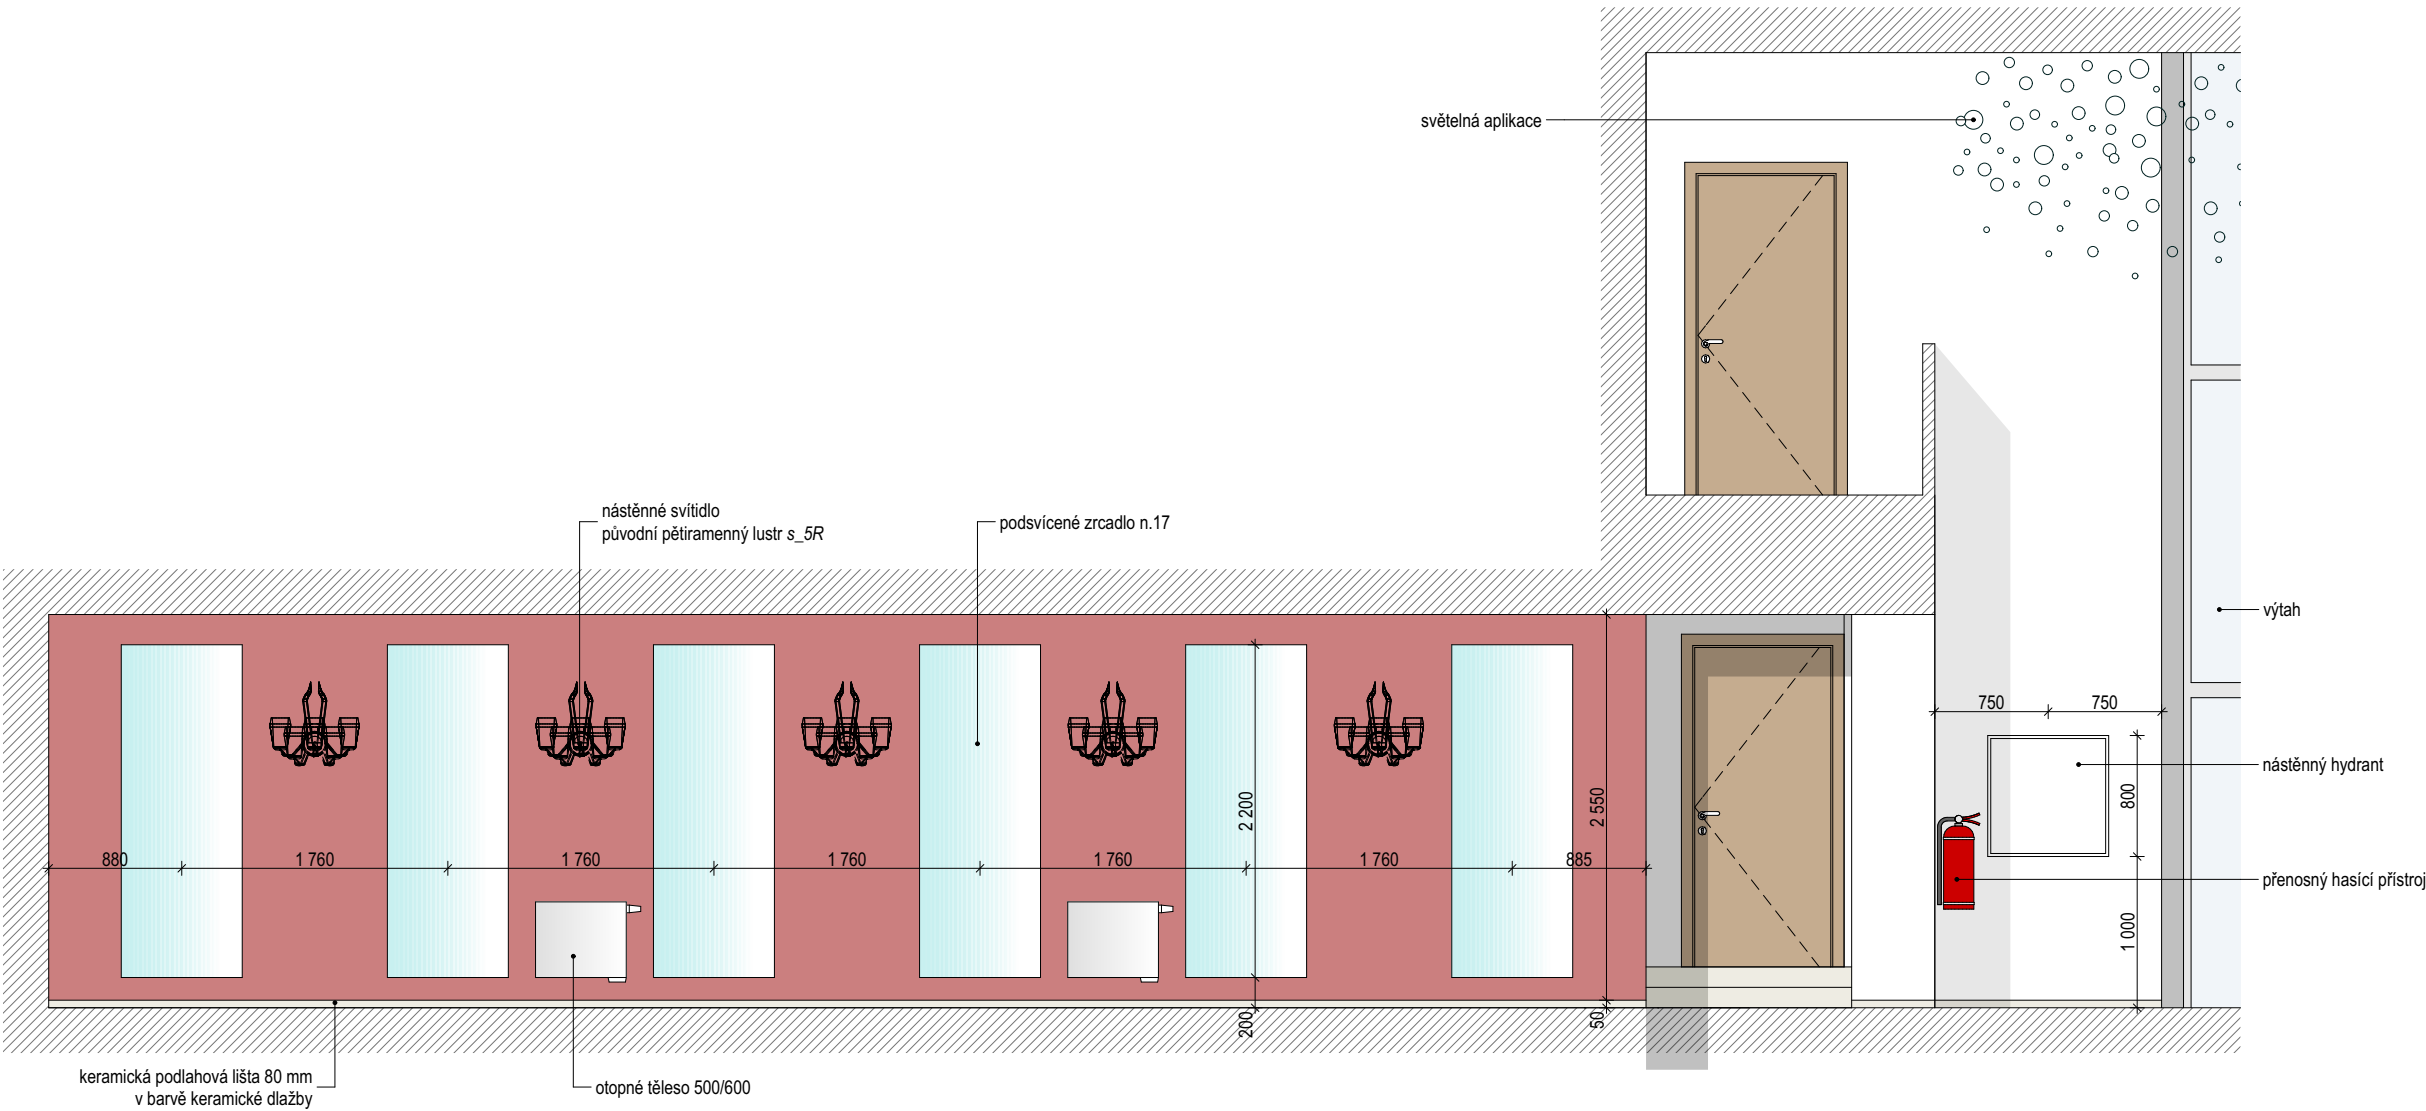 světelná aplikace
nástěnné svítidlo
původní pětiramenný lustr s_5R
podsvícené zrcadlo n.17
výtah
750
750
nástěnný hydrant
800
2 200
2 550
880
1 760
1 760
1 760
1 760
1 760
885
přenosný hasící přístroj
1 000
200
50
keramická podlahová lišta 80 mm
v barvě keramické dlažby
otopné těleso 500/600